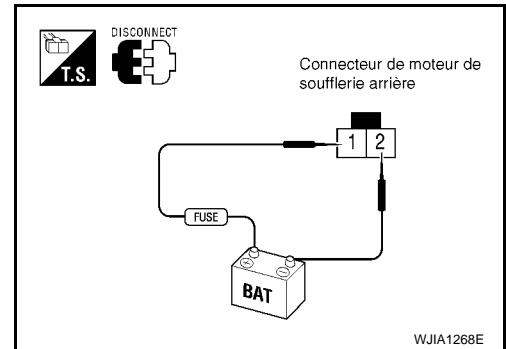 DISCONNECT
T.S.
Connecteur de moteur de
soufflerie arrière
1 2
FUSE
BAT
WJIA1268E